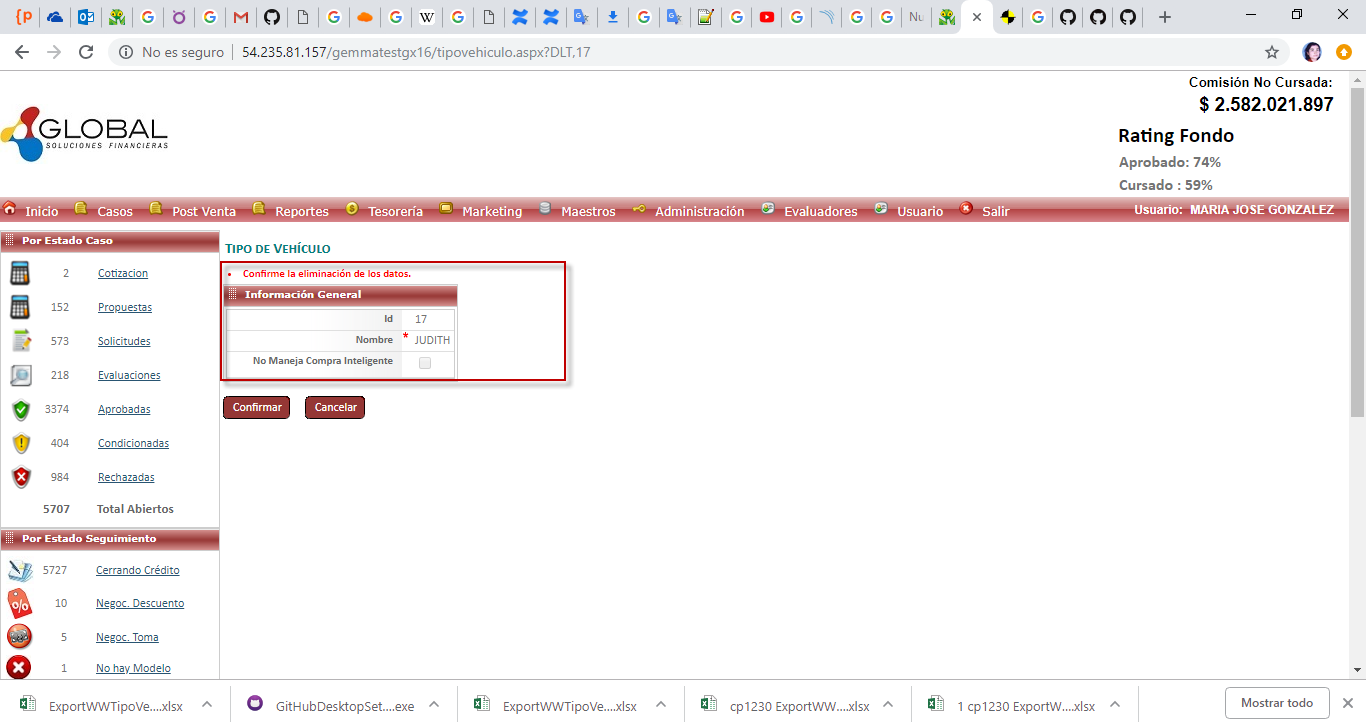 Nu
No es seguro | 54.235.81.157/gemmatestgx16/tipovehiculo.aspx?DLT,17
Comisión No Cursada:
$ 2.582.021.897
GLOBAL
SOLUCIONES FINANCIERAS
Rating Fondo
Aprobado: 74%
Cursado : 59%
Inicio Casos Post Venta Reportes Tesorería Marketing Maestros Administración Evaluadores Usuario Salir Usuario: MARIA JOSE GONZALEZ
Por Estado Caso
2 Cotizacion
152 Propuestas
573 Solicitudes
218 Evaluaciones
3374 Aprobadas
404 Condicionadas
984 Rechazadas
5707 Total Abiertos
Por Estado Seguimiento
5727 Cerrando Crédito
10 Negoc. Descuento
5 Negoc. Toma
1 No hay Modelo
TIPO DE VEHÍCULO
• Confirme la eliminación de los datos.
Información General
Id 17
Nombre * JUDITH
No Maneja Compra Inteligente
Confirmar Cancelar
ExportWWTipoVe....xlsx
GitHubDesktopSet....exe
ExportWWTipoVe....xlsx
cp1230 ExportWW....xlsx
1 cp1230 ExportW....xlsx
Mostrar todo